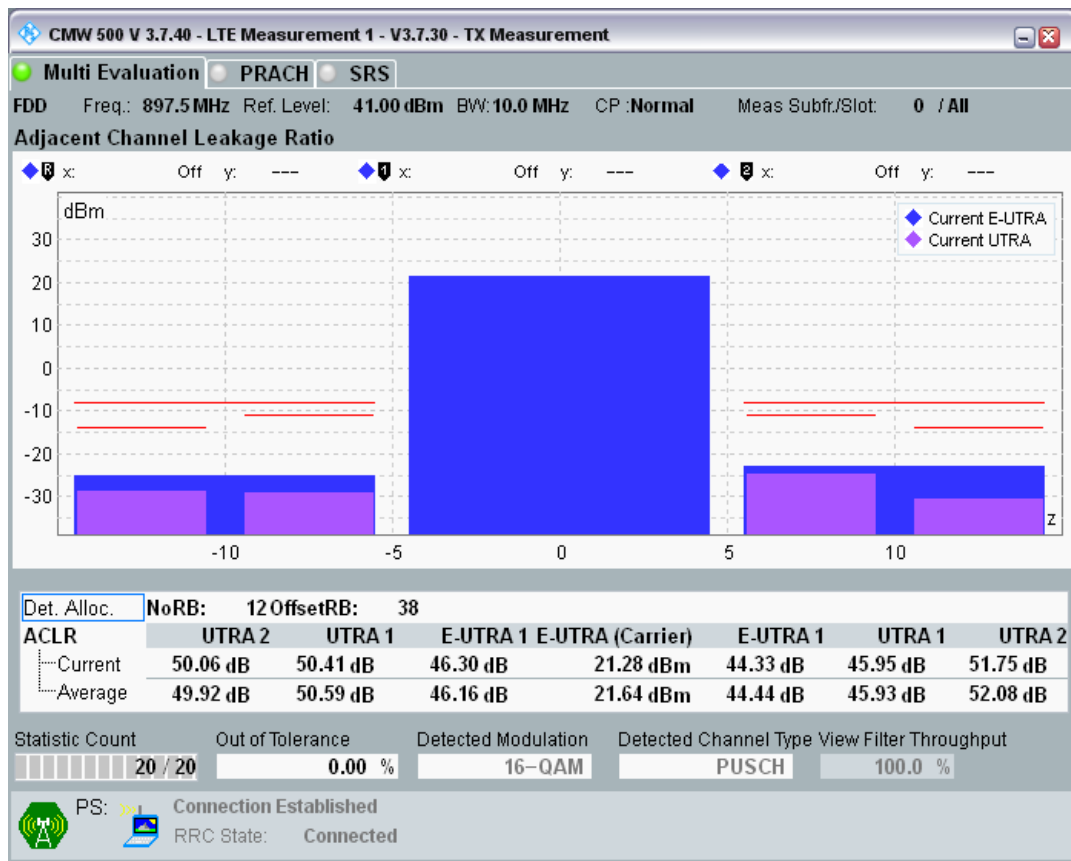 CMW 500 V 3.7.40 - LTE Measurement 1 - V3.7.30 - TX Measurement
Multi Evaluation PRACH SRS
FDD Freq.: 897.5 MHz Ref. Level: 41.00 dBm BW: 10.0 MHz CP :Normal Meas Subfr./Slot: 0 / All
Adjacent Channel Leakage Ratio
R x: Off y: --- 1 x: Off y: --- 2 x: Off y: ---
dBm
Current E-UTRA
Current UTRA
30
20
10
0
-10
-20
-30
z
-10 -5 0 5 10
Det. Alloc. NoRB: 12 OffsetRB: 38
ACLR UTRA 2 UTRA 1 E-UTRA 1 E-UTRA (Carrier) E-UTRA 1 UTRA 1 UTRA 2
Current 50.06 dB 50.41 dB 46.30 dB 21.28 dBm 44.33 dB 45.95 dB 51.75 dB
Average 49.92 dB 50.59 dB 46.16 dB 21.64 dBm 44.44 dB 45.93 dB 52.08 dB
Statistic Count Out of Tolerance Detected Modulation Detected Channel Type View Filter Throughput
20 / 20 0.00 % 16-QAM PUSCH 100.0 %
PS: Connection Established
RRC State: Connected